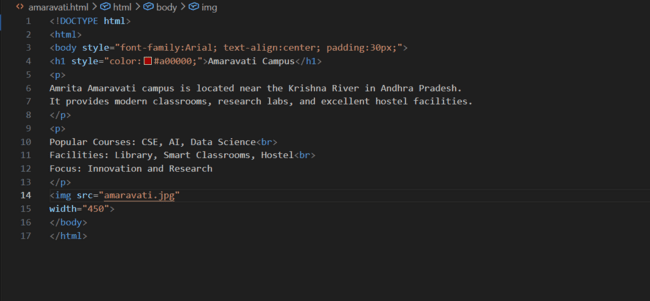 amaravati.html > html > body > img
1 <!DOCTYPE html>
2 <html>
3 <body style="font-family:Arial; text-align:center; padding:30px;">
4 <h1 style="color:#a00000;">Amaravati Campus</h1>
5 <p>
6 Amrita Amaravati campus is located near the Krishna River in Andhra Pradesh.
7 It provides modern classrooms, research labs, and excellent hostel facilities.
8 </p>
9 <p>
10 Popular Courses: CSE, AI, Data Science<br>
11 Facilities: Library, Smart Classrooms, Hostel<br>
12 Focus: Innovation and Research
13 </p>
14 <img src="amaravati.jpg"
15 width="450">
16 </body>
17 </html>